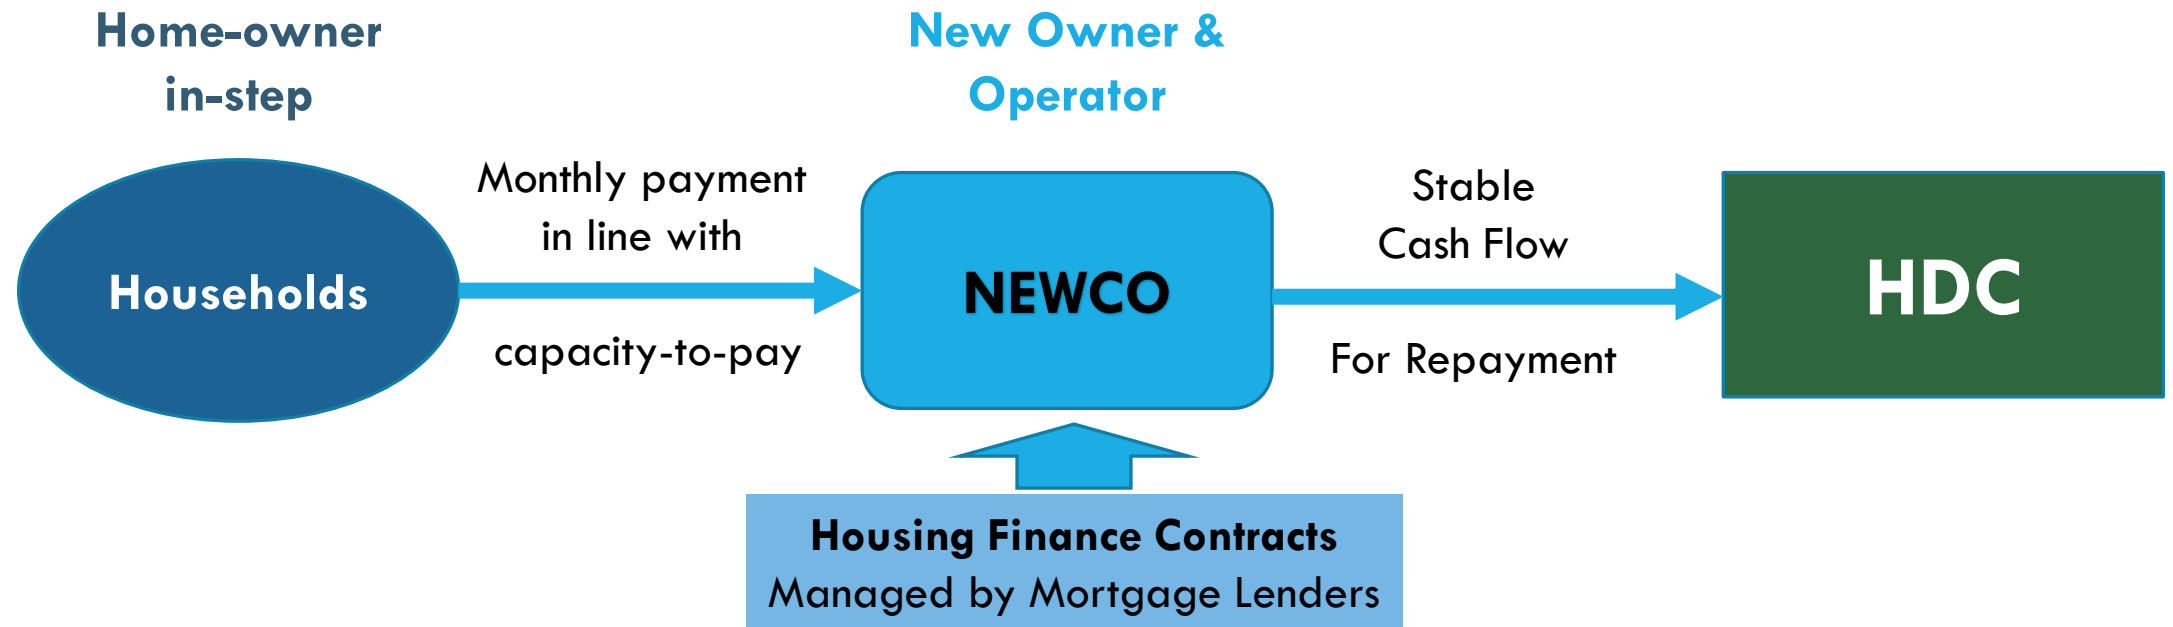 Home-owner
in-step
New Owner &
Operator
Households
Monthly payment
in line with
capacity-to-pay
NEWCO
Stable
Cash Flow
For Repayment
HDC
Housing Finance Contracts
Managed by Mortgage Lenders